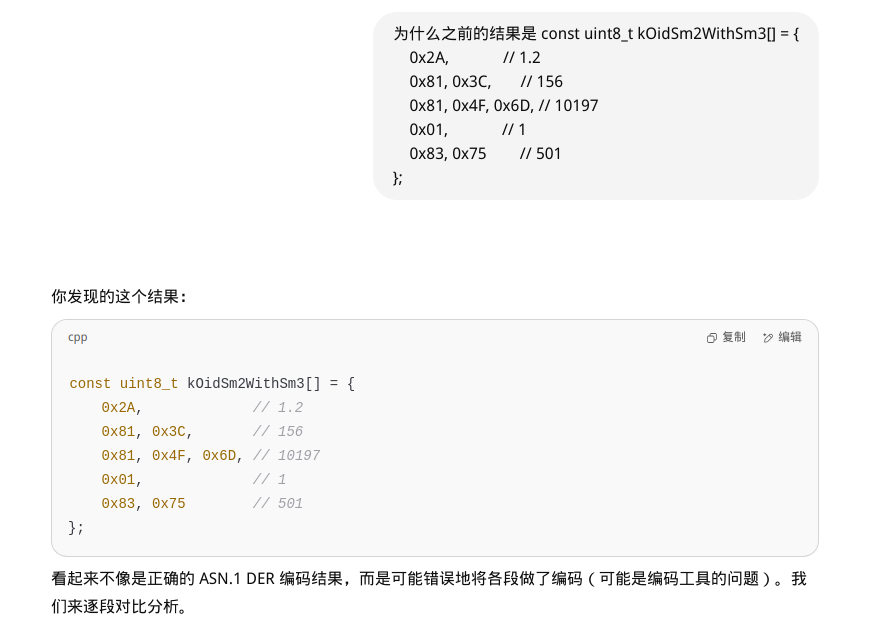 为什么之前的结果是 const uint8_t kOidSm2WithSm3[] = {
    0x2A,             // 1.2
    0x81, 0x3C,       // 156
    0x81, 0x4F, 0x6D, // 10197
    0x01,             // 1
    0x83, 0x75        // 501
};
你发现的这个结果：
cpp
复制
编辑
const uint8_t kOidSm2WithSm3[] = {
    0x2A,             // 1.2
    0x81, 0x3C,       // 156
    0x81, 0x4F, 0x6D, // 10197
    0x01,             // 1
    0x83, 0x75        // 501
};
看起来不像是正确的 ASN.1 DER 编码结果，而是可能错误地将各段做了编码（可能是编码工具的问题）。我
们来逐段对比分析。